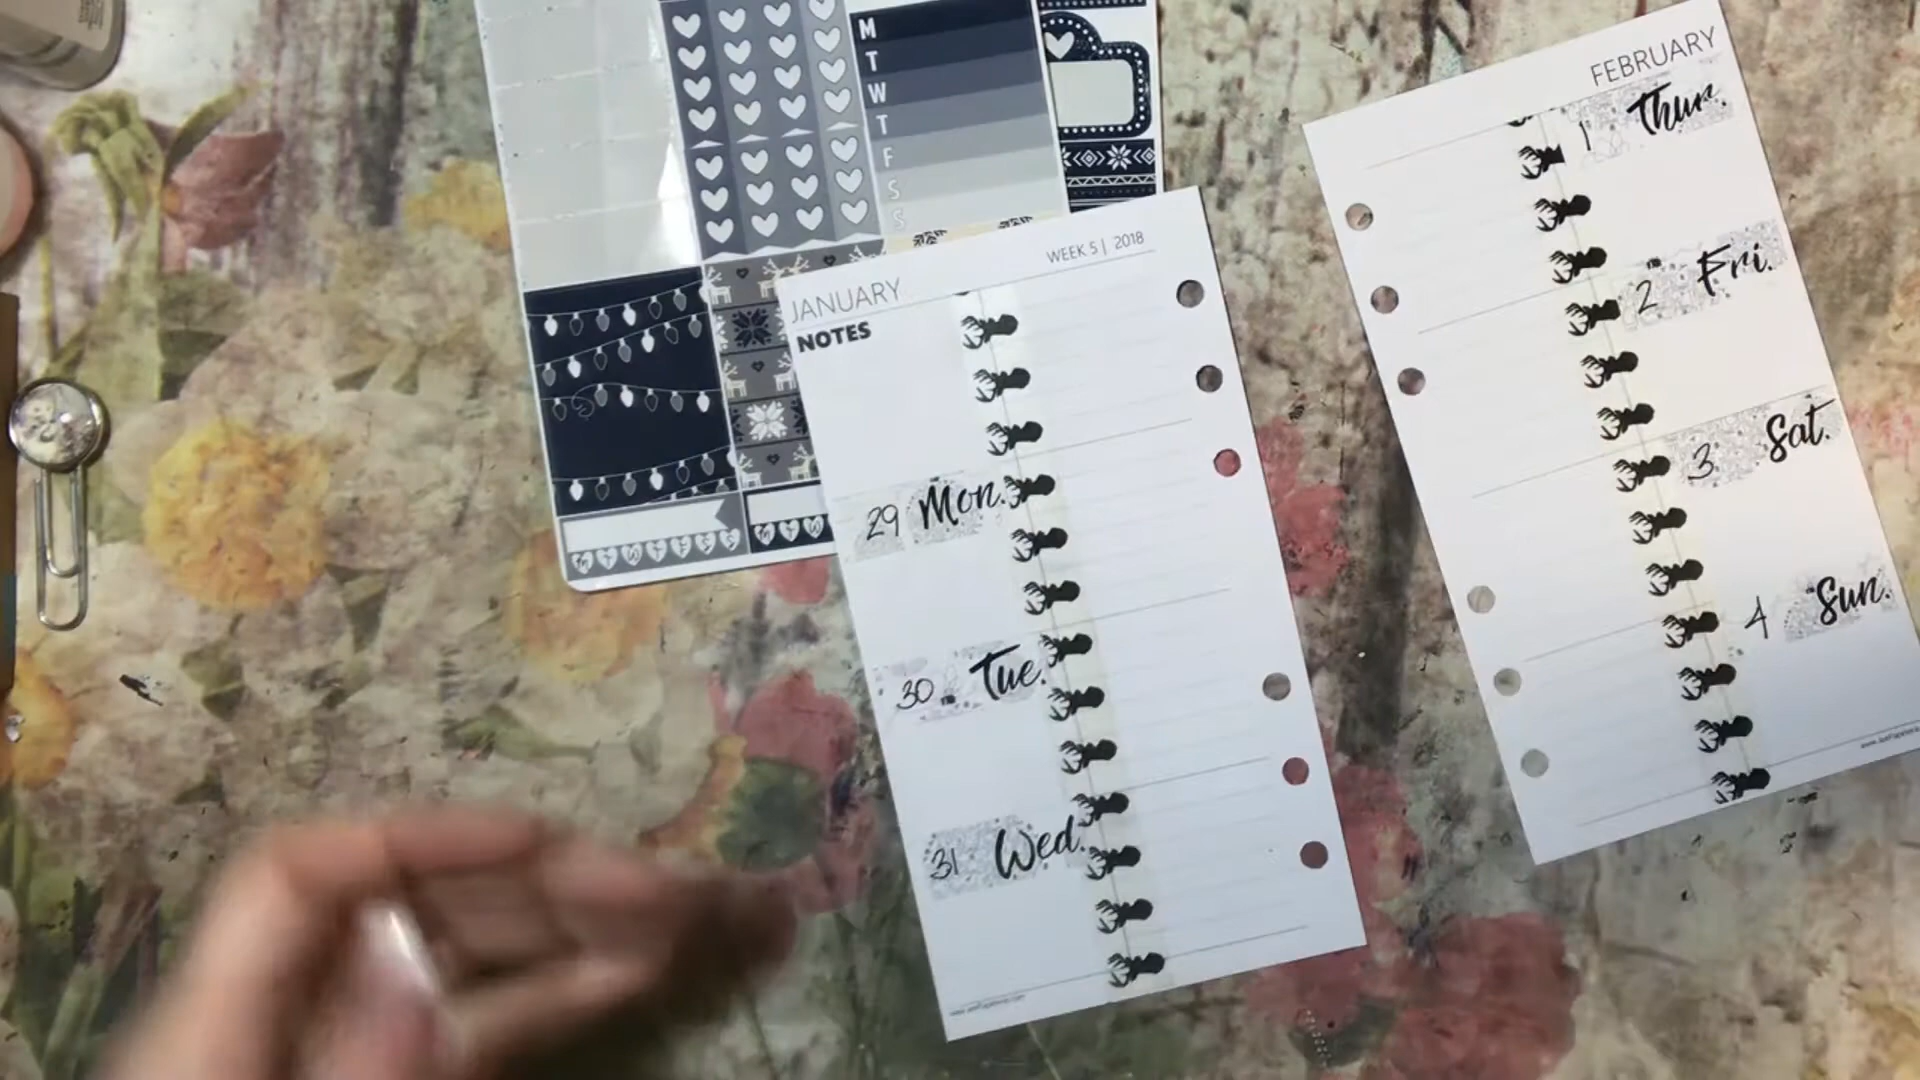 M
T
W
T
F
S
S
JANUARY
WEEK 5 | 2018
NOTES
29 Mon.
30 Tue.
31 Wed.
FEBRUARY
1 Thur.
2 Fri.
3 Sat.
4 Sun.
M T W T F S S
M T W